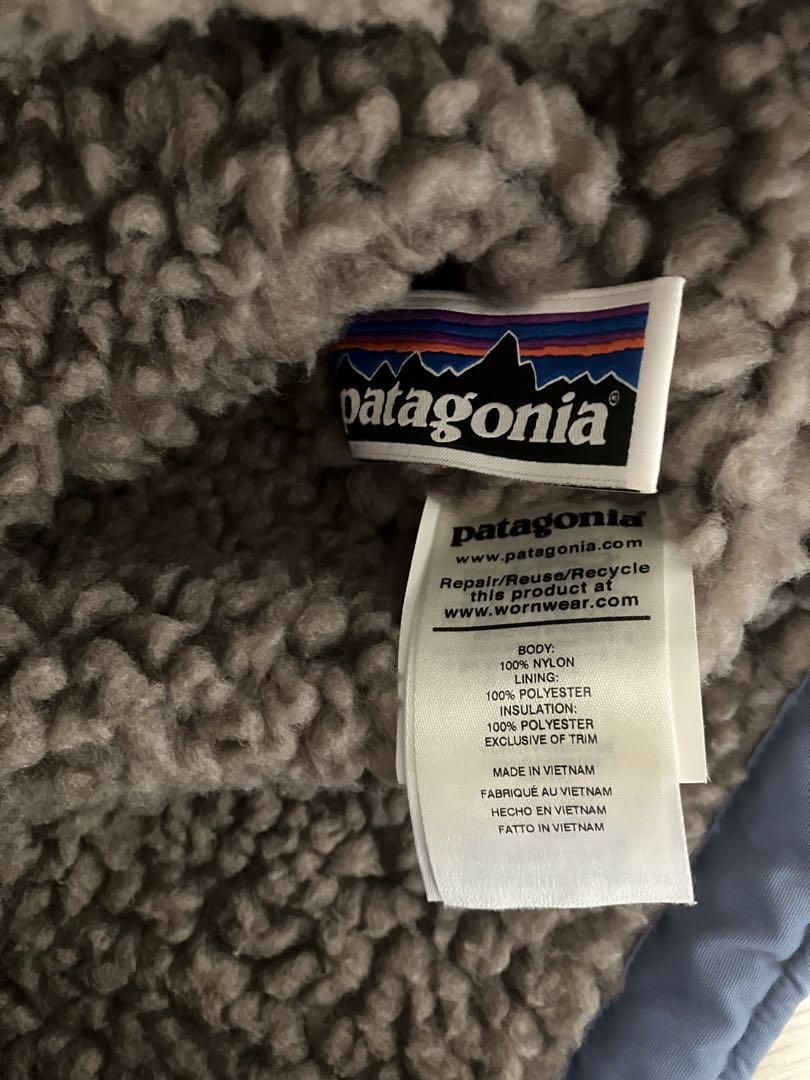 patagonia®
patagonia®
www.patagonia.com
Repair/Reuse/Recycle
this product at
www.wornwear.com
BODY:
100% NYLON
LINING:
100% POLYESTER
INSULATION:
100% POLYESTER
EXCLUSIVE OF TRIM
MADE IN VIETNAM
FABRIQUÉ AU VIETNAM
HECHO EN VIETNAM
FATTO IN VIETNAM